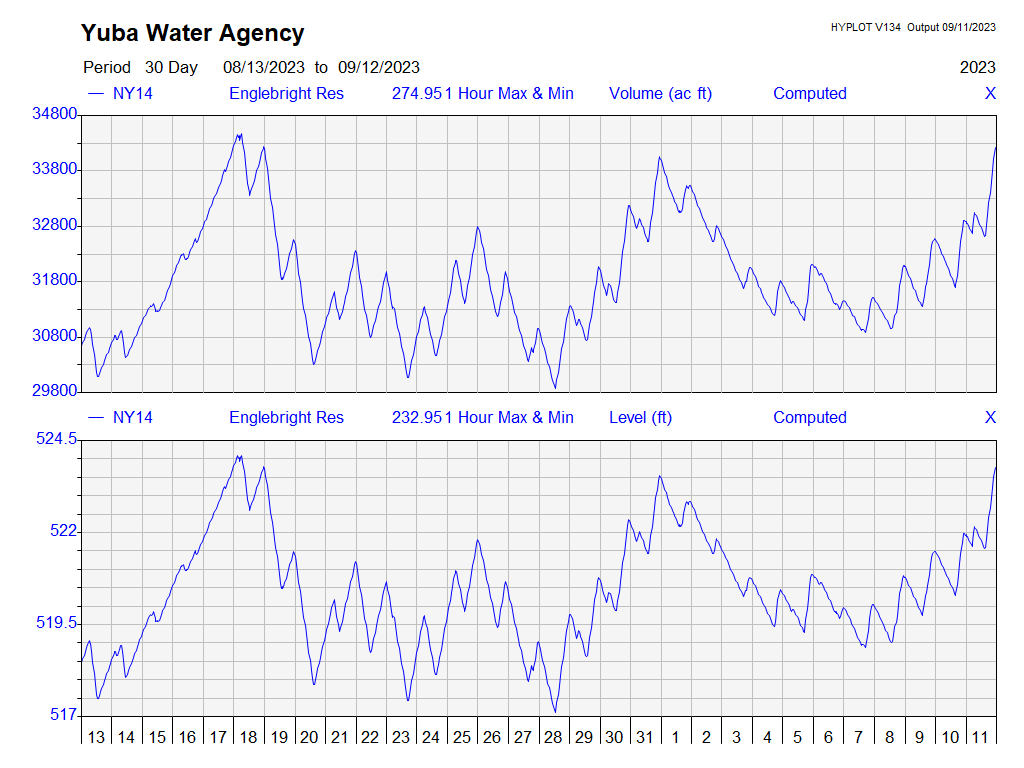 Yuba Water Agency
HYPLOT V134 Output 09/11/2023
Period 30 Day 08/13/2023 to 09/12/2023
2023
NY14 Englebright Res 274.951 Hour Max & Min Volume (ac ft) Computed X
34800
33800
32800
31800
30800
29800
NY14 Englebright Res 232.951 Hour Max & Min Level (ft) Computed X
524.5
522
519.5
517
13 14 15 16 17 18 19 20 21 22 23 24 25 26 27 28 29 30 31 1 2 3 4 5 6 7 8 9 10 11